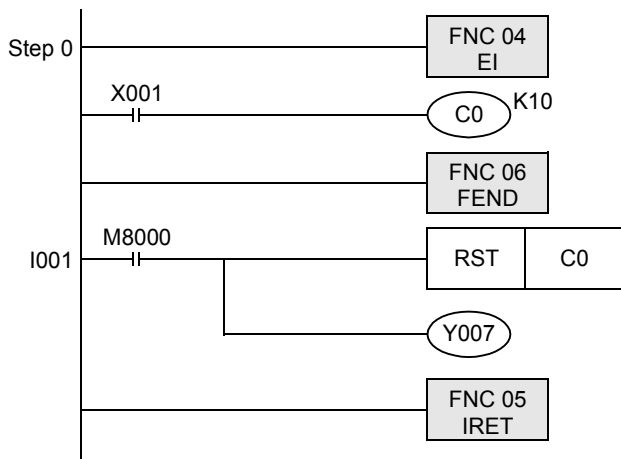 Step 0
FNC 04
EI
X001
C0
K10
FNC 06
FEND
I001
M8000
RST
C0
Y007
FNC 05
IRET